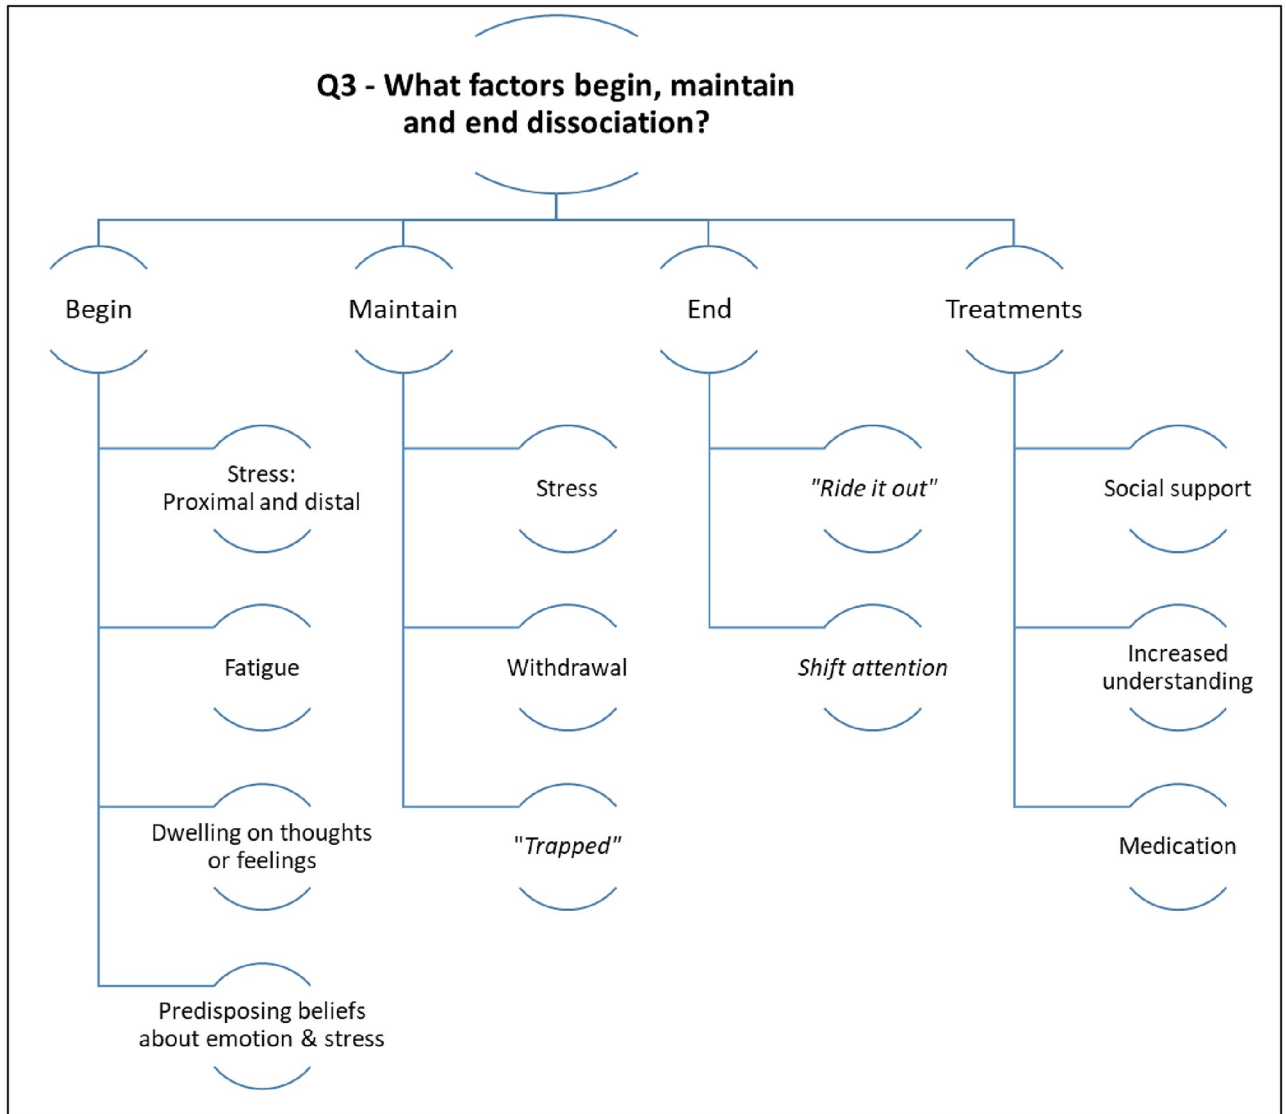 Q3 - What factors begin, maintain
and end dissociation?
Begin
Maintain
End
Treatments
Stress:
Proximal and distal
Stress
"Ride it out"
Social support
Fatigue
Withdrawal
Shift attention
Increased
understanding
Dwelling on thoughts
or feelings
"Trapped"
Medication
Predisposing beliefs
about emotion & stress